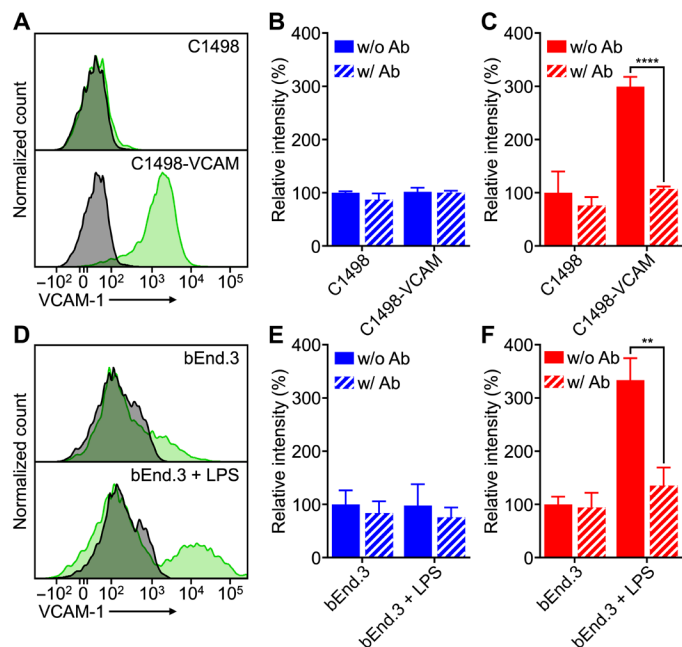 A
Normalized count
C1498
C1498-VCAM
−10² 0 10² 10³ 10⁴ 10⁵
VCAM-1
B
Relative intensity (%)
400
300
200
100
0
w/o Ab
w/ Ab
C1498
C1498-VCAM
C
Relative intensity (%)
400
300
200
100
0
w/o Ab
w/ Ab
****
C1498
C1498-VCAM
D
Normalized count
bEnd.3
bEnd.3 + LPS
−10² 0 10² 10³ 10⁴ 10⁵
VCAM-1
E
Relative intensity (%)
400
300
200
100
0
w/o Ab
w/ Ab
bEnd.3
bEnd.3 + LPS
F
Relative intensity (%)
400
300
200
100
0
w/o Ab
w/ Ab
**
bEnd.3
bEnd.3 + LPS